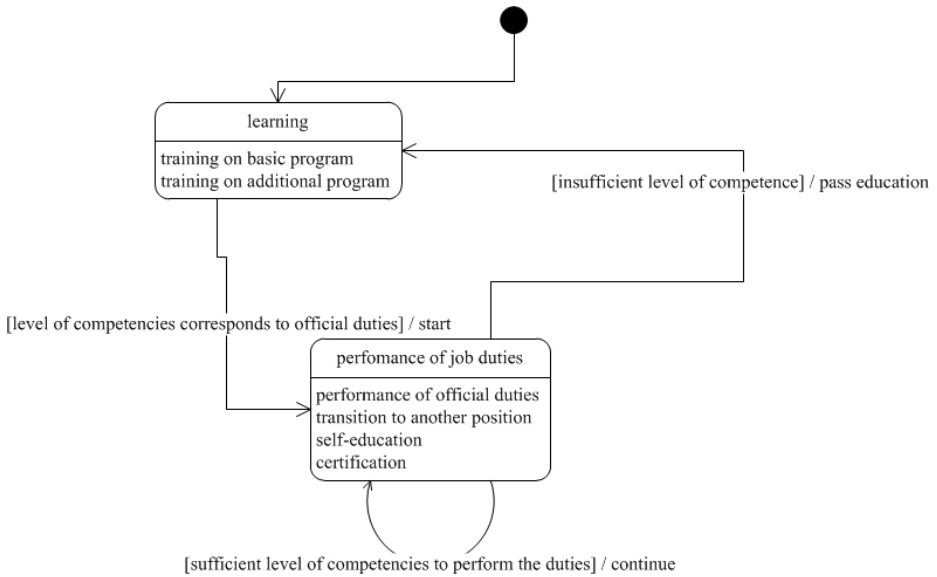 learning
training on basic program
training on additional program
[insufficient level of competence] / pass education
[level of competencies corresponds to official duties] / start
perfomance of job duties
performance of official duties
transition to another position
self-education
certification
[sufficient level of competencies to perform the duties] / continue